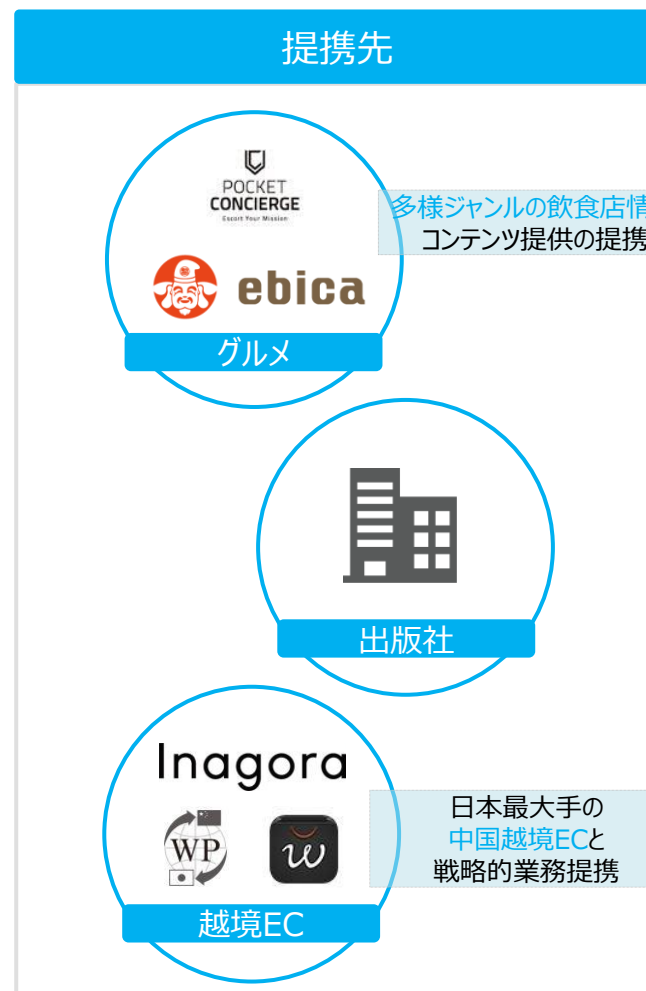 提携先
POCKET
CONCIERGE
Escort Your Mission
ebica
多様ジャンルの飲食店情
コンテンツ提供の提携
グルメ
出版社
Inagora
WP
w
日本最大手の
中国越境ECと
戦略的業務提携
越境EC